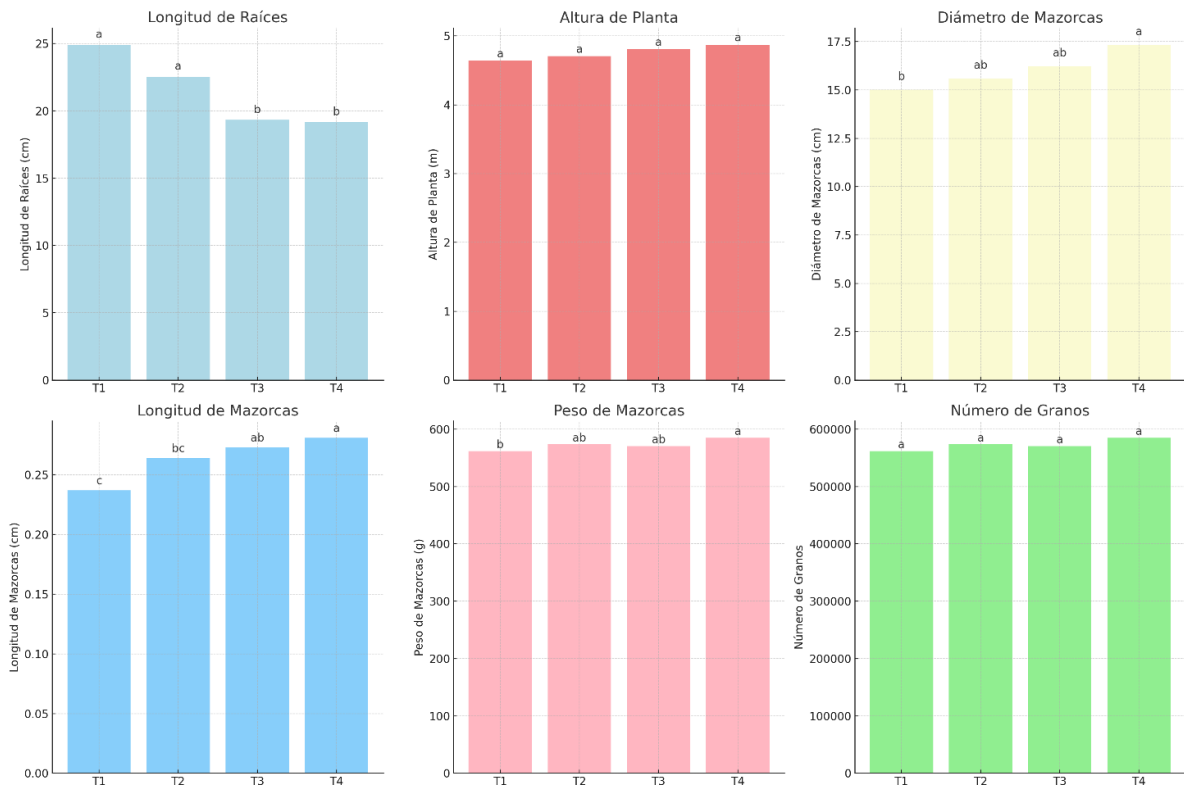 Longitud de Raíces
Longitud de Raíces (cm)
25
20
15
10
5
0
a
a
b
b
T1 T2 T3 T4
Altura de Planta
Altura de Planta (m)
5
4
3
2
1
0
a
a
a
a
T1 T2 T3 T4
Diámetro de Mazorcas
Diámetro de Mazorcas (cm)
17.5
15.0
12.5
10.0
7.5
5.0
2.5
0.0
b
ab
ab
a
T1 T2 T3 T4
Longitud de Mazorcas
Longitud de Mazorcas (cm)
0.25
0.20
0.15
0.10
0.05
0.00
c
bc
ab
a
T1 T2 T3 T4
Peso de Mazorcas
Peso de Mazorcas (g)
600
500
400
300
200
100
0
b
ab
ab
a
T1 T2 T3 T4
Número de Granos
Número de Granos
600000
500000
400000
300000
200000
100000
0
a
a
a
a
T1 T2 T3 T4